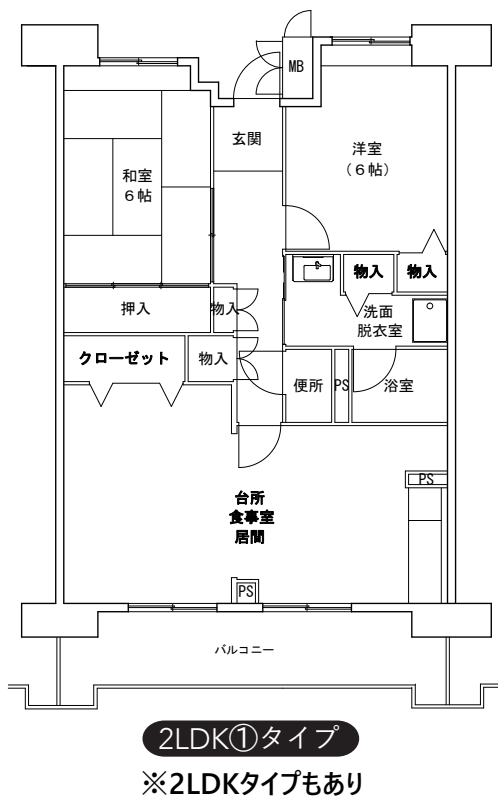 MB
玄関
洋室
（6帖）
和室
6帖
物入
物入
洗面
脱衣室
押入
物入
クローゼット
物入
便所
PS
浴室
PS
台所
食事室
居間
PS
バルコニー
2LDK①タイプ
※2LDKタイプもあり